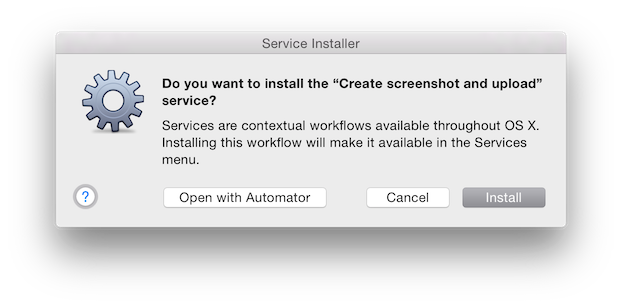 Service Installer
Do you want to install the “Create screenshot and upload”
service?
Services are contextual workflows available throughout OS X.
Installing this workflow will make it available in the Services
menu.
?
Open with Automator
Cancel
Install